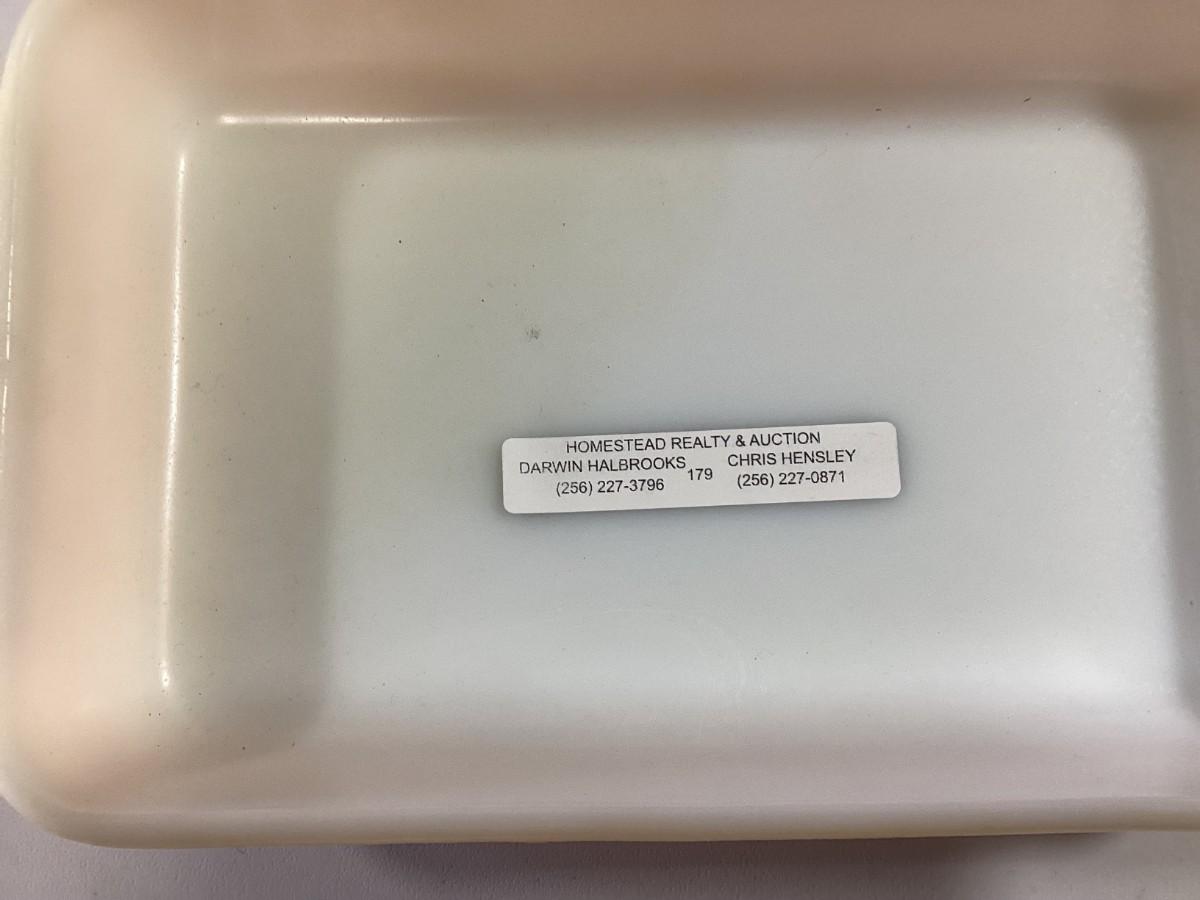 HOMESTEAD REALTY & AUCTION
DARWIN HALBROOKS 179 CHRIS HENSLEY
(256) 227-3796 (256) 227-0871